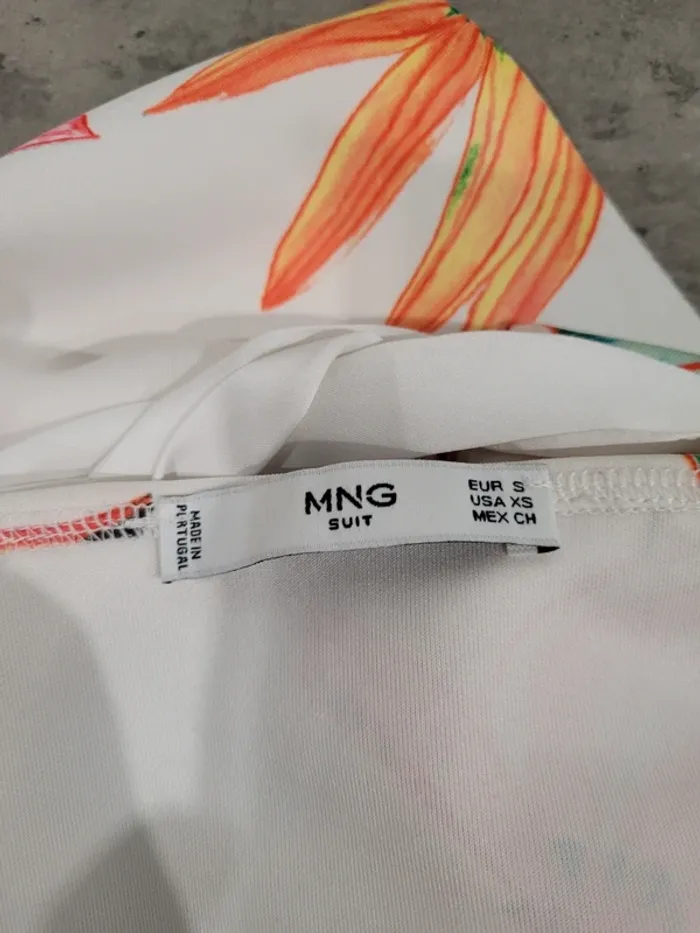 MADE IN
PORTUGAL
MNG
SUIT
EUR S
USA XS
MEX CH